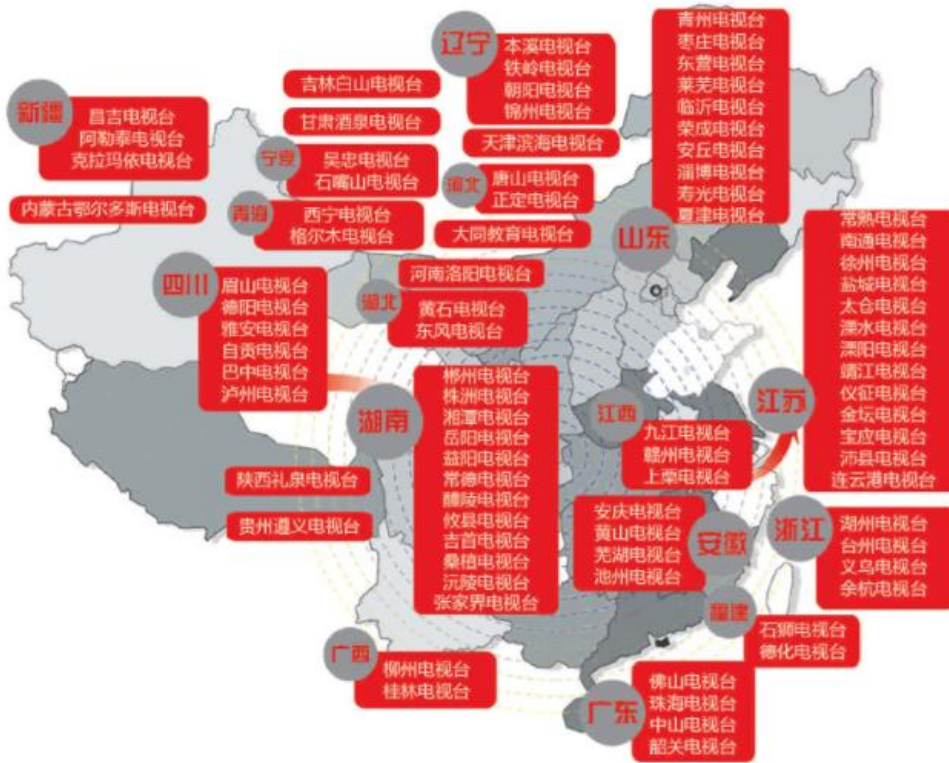 辽宁
本溪电视台
铁岭电视台
朝阳电视台
锦州电视台
青州电视台
枣庄电视台
东营电视台
莱芜电视台
临沂电视台
荣成电视台
安丘电视台
淄博电视台
寿光电视台
夏建电视台
山东
吉林白山电视台
甘肃酒泉电视台
新疆
昌吉电视台
阿勒泰电视台
克拉玛依电视台
宁夏
吴忠电视台
石嘴山电视台
天津滨海电视台
河北
唐山电视台
正定电视台
内蒙古鄂尔多斯电视台
青海
西宁电视台
格尔木电视台
大同教育电视台
四川
眉山电视台
德阳电视台
雅安电视台
自贡电视台
巴中电视台
泸州电视台
河南洛阳电视台
湖北
黄石电视台
东风电视台
常熟电视台
南通电视台
徐州电视台
盐城电视台
太仓电视台
溧水电视台
溧阳电视台
靖江电视台
仪征电视台
金坛电视台
宝应电视台
沛县电视台
连云港电视台
江苏
湖南
郴州电视台
株洲电视台
湘潭电视台
岳阳电视台
益阳电视台
常德电视台
醴陵电视台
攸县电视台
吉首电视台
桑植电视台
沅陵电视台
张家界电视台
江西
九江电视台
赣州电视台
上栗电视台
陕西礼泉电视台
贵州遵义电视台
安庆电视台
黄山电视台
芜湖电视台
池州电视台
安徽
浙江
湖州电视台
台州电视台
义乌电视台
余杭电视台
福建
石狮电视台
德化电视台
广西
柳州电视台
桂林电视台
广东
佛山电视台
珠海电视台
中山电视台
韶关电视台